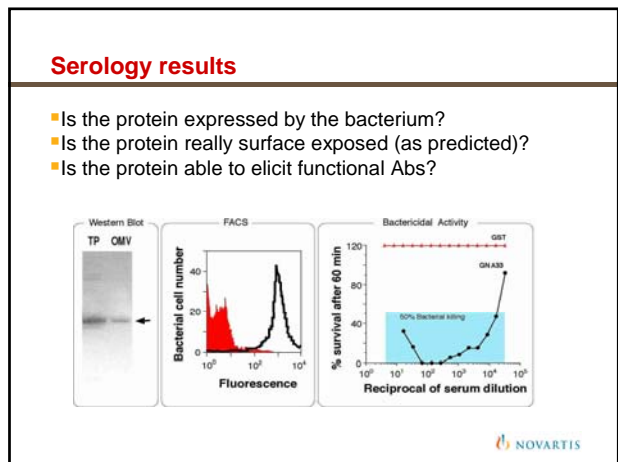 Serology results
Is the protein expressed by the bacterium?
Is the protein really surface exposed (as predicted)?
Is the protein able to elicit functional Abs?
Western Blot
TP OMV
FACS
Bacterial cell number
40
20
0
10⁰ 10² 10⁴
Fluorescence
Bactericidal Activity
% survival after 60 min
120
80
40
0
GST
GNA33
50% Bacterial killing
10⁰ 10¹ 10² 10³ 10⁴ 10⁵
Reciprocal of serum dilution
NOVARTIS